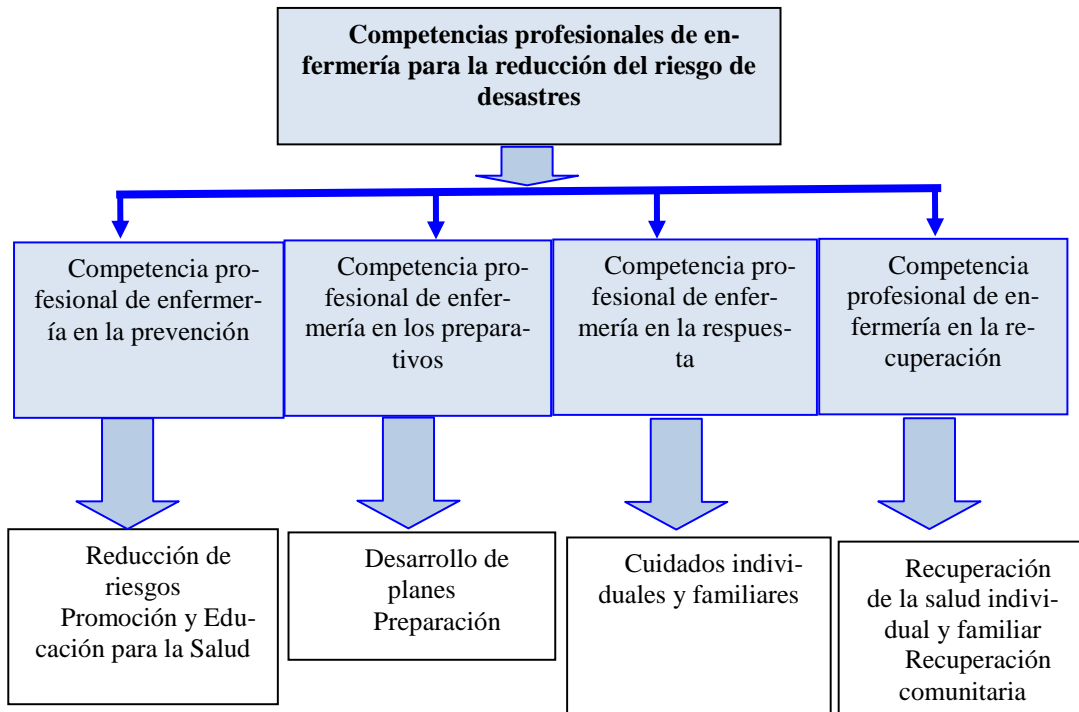 Competencias profesionales de en-
fermería para la reducción del riesgo de
desastres
Competencia pro-
fesional de enfermer-
ía en la prevención
Competencia pro-
fesional de enfer-
mería en los prepara-
tivos
Competencia pro-
fesional de enfer-
mería en la respues-
ta
Competencia
profesional de en-
fermería en la re-
cuperación
Reducción de
riesgos
Promoción y Edu-
cación para la Salud
Desarrollo de
planes
Preparación
Cuidados indivi-
duales y familiares
Recuperación
de la salud indivi-
dual y familiar
Recuperación
comunitaria